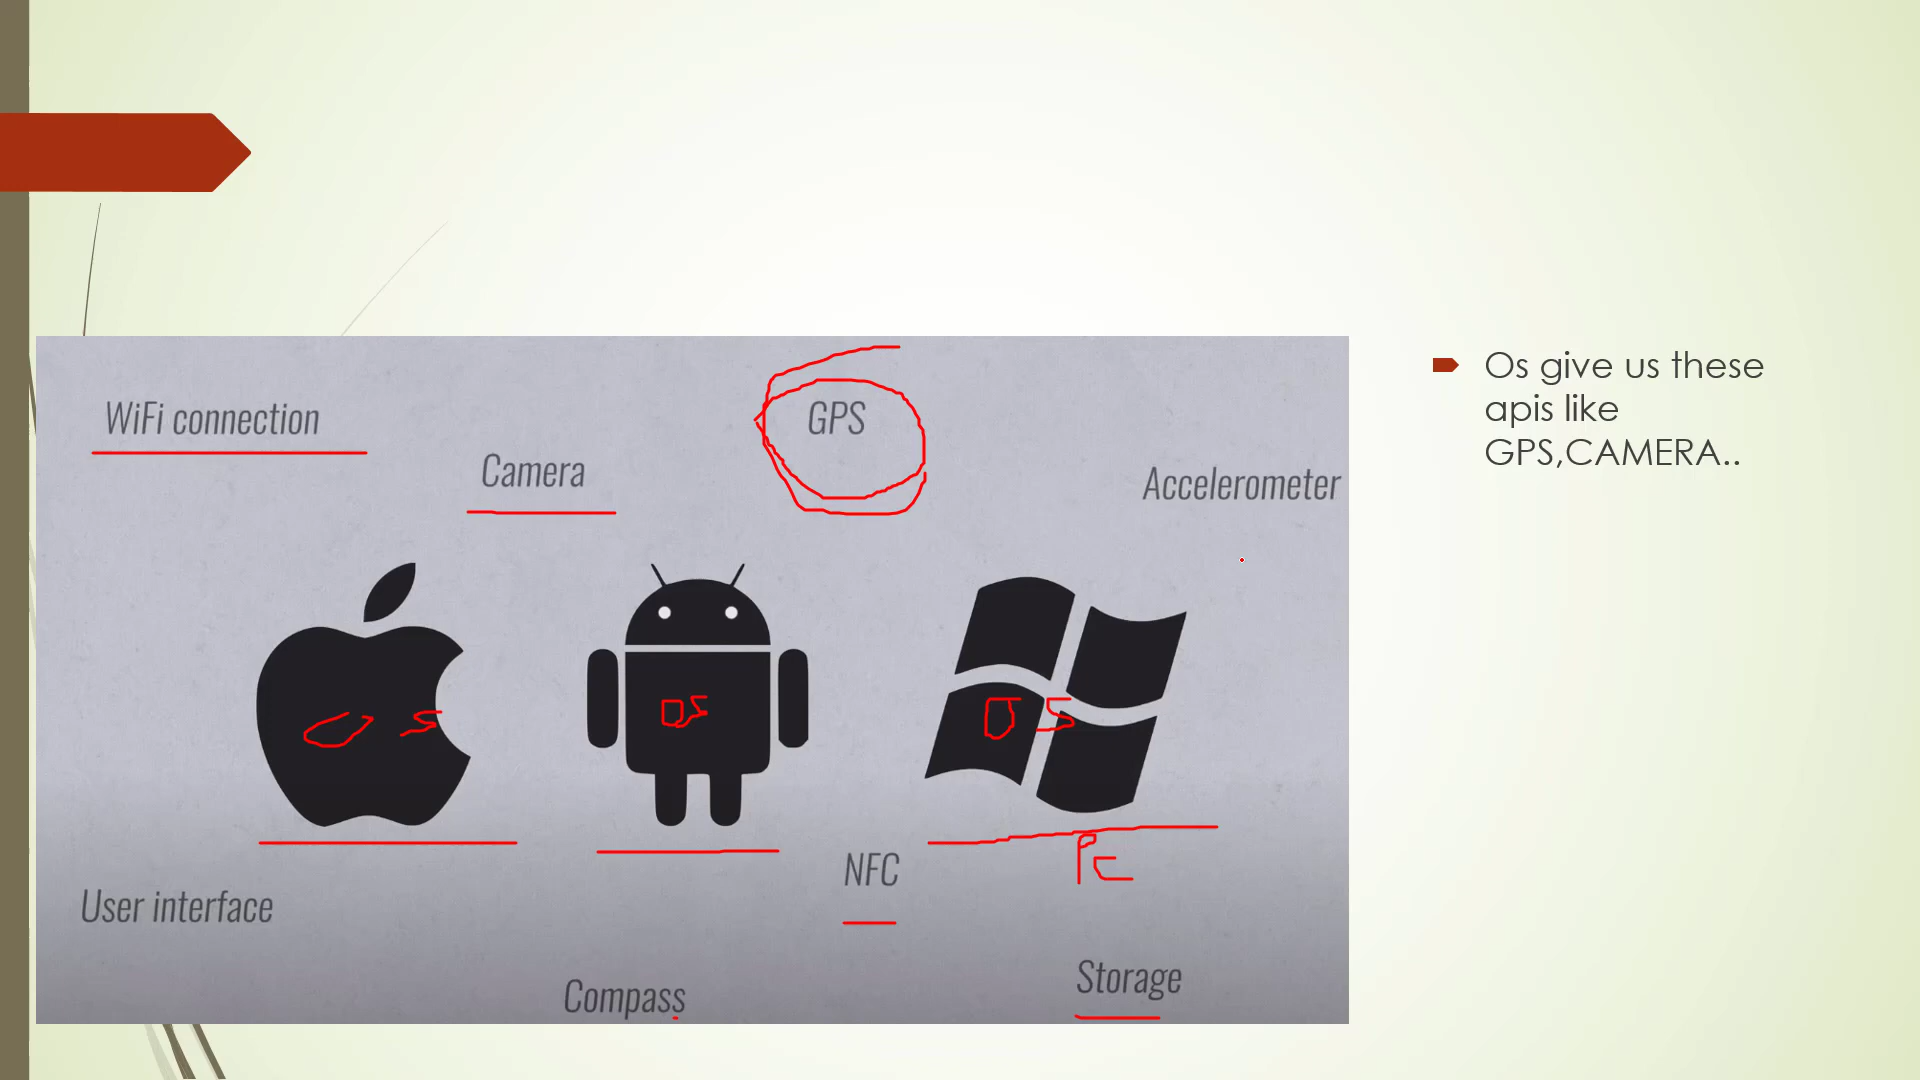 WiFi connection
GPS
Camera
Accelerometer
OS
OS
OS
PC
NFC
User interface
Storage
Compass
Os give us these
apis like
GPS,CAMERA..